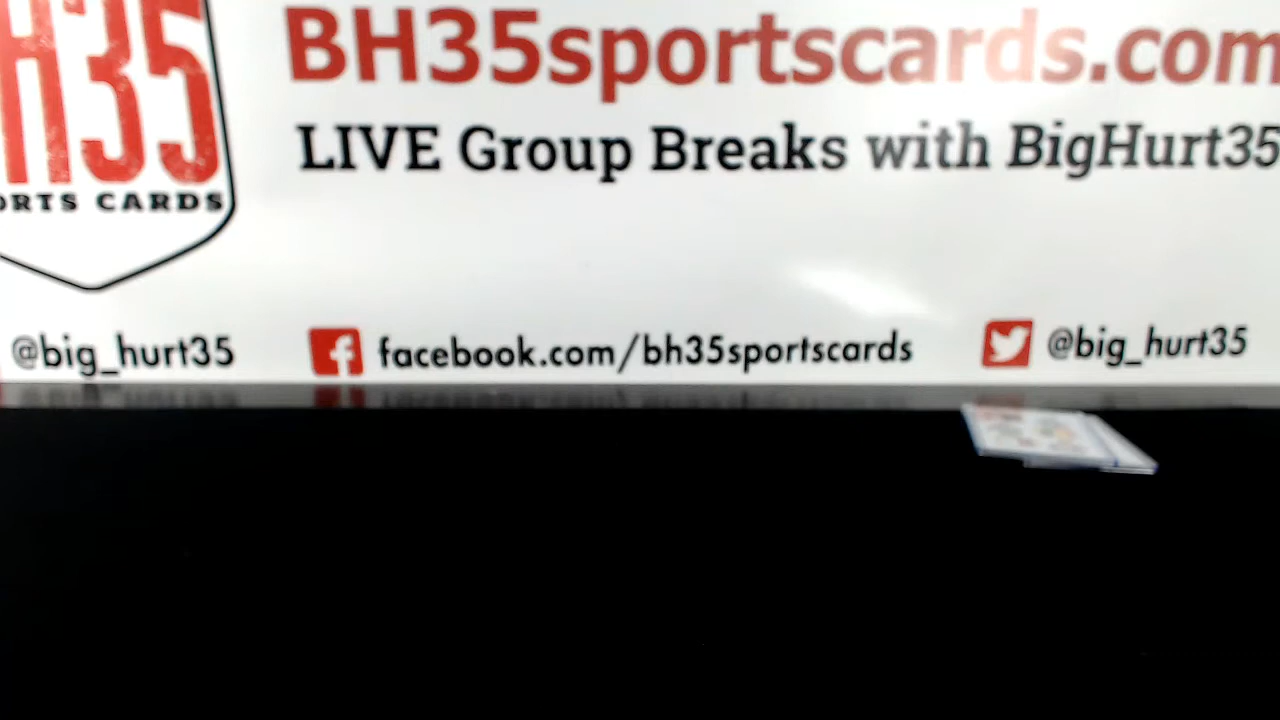 H35
ORTS CARDS
BH35sportscards.com
LIVE Group Breaks with BigHurt35
@big_hurt35
facebook.com/bh35sportscards
@big_hurt35